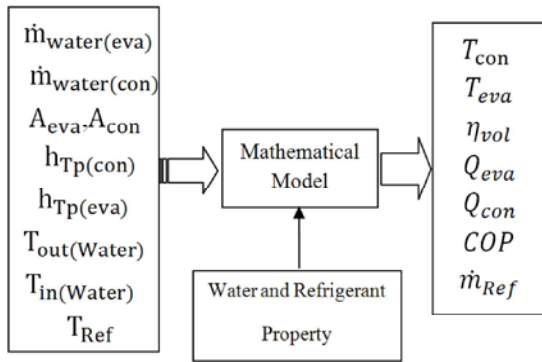 ṁwater(eva)
ṁwater(con)
Aeva,Acon
hTp(con)
hTp(eva)
Tout(Water)
Tin(Water)
TRef
Mathematical
Model
Water and Refrigerant
Property
Tcon
Teva
ηvol
Qeva
Qcon
COP
ṁRef